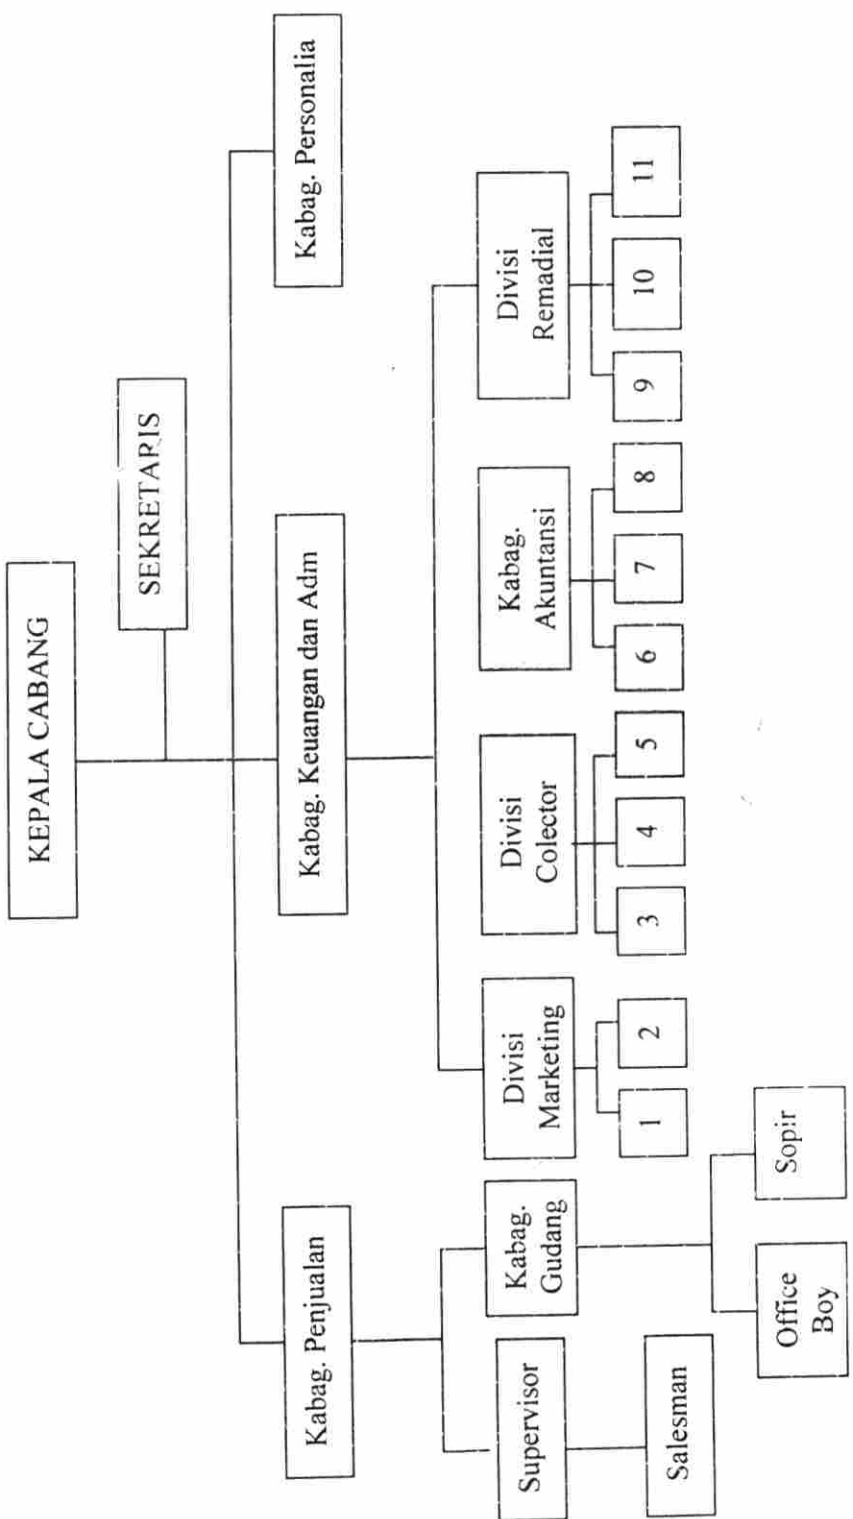 KEPALA CABANG
SEKRETARIS
Kabag. Penjualan
Kabag. Keuangan dan Adm
Kabag. Personalia
Supervisor
Kabag.
Gudang
Divisi
Marketing
Divisi
Colector
Kabag.
Akuntansi
Divisi
Remadial
1
2
3
4
5
6
7
8
9
10
11
Salesman
Office
Boy
Sopir